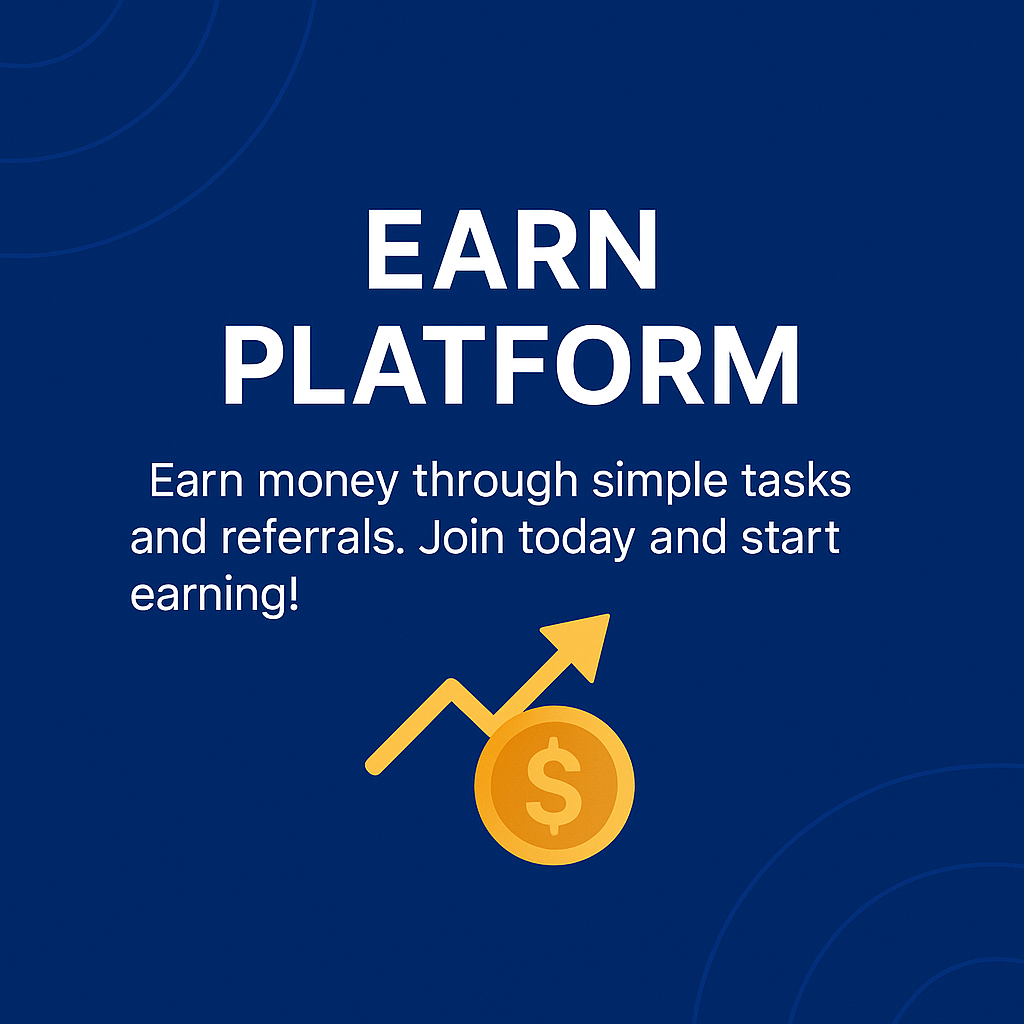 EARN
PLATFORM
Earn money through simple tasks
and referrals. Join today and start
earning!
$